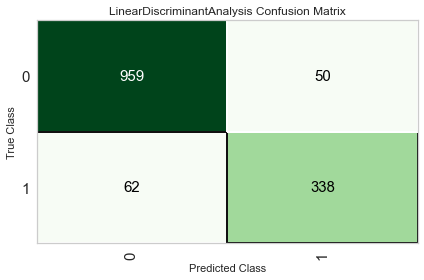 LinearDiscriminantAnalysis Confusion Matrix
0 959 50
True Class
1 62 338
0 1
Predicted Class